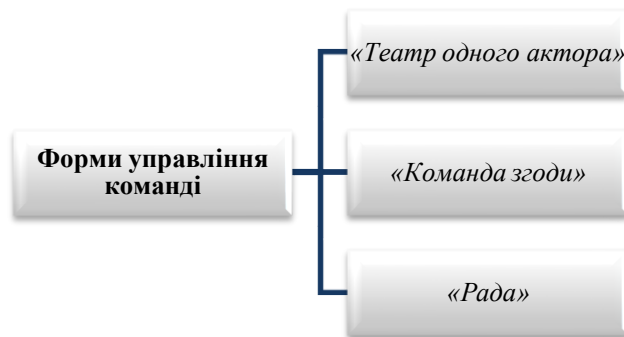 Форми управління
команді
«Театр одного актора»
«Команда згоди»
«Рада»